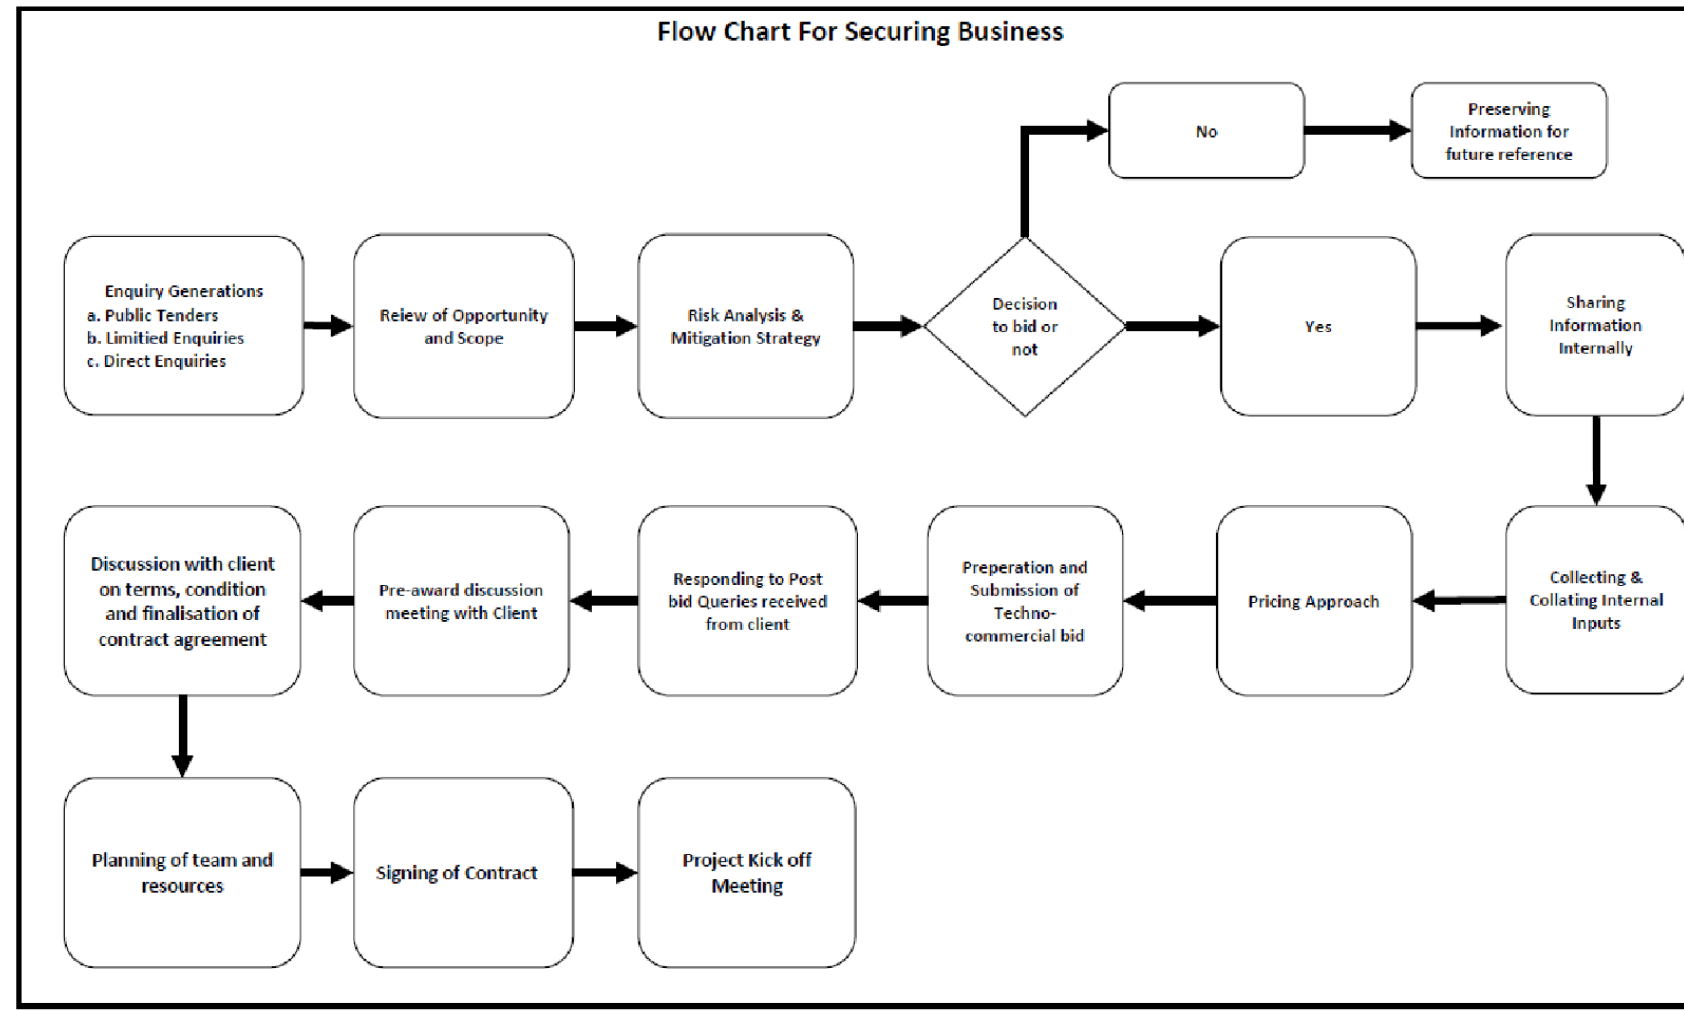 Flow Chart For Securing Business
No
Preserving
Information for
future reference
Enquiry Generations
a. Public Tenders
b. Limitied Enquiries
c. Direct Enquiries
Reiew of Opportunity
and Scope
Risk Analysis &
Mitigation Strategy
Decision
to bid or
not
Yes
Sharing
Information
Internally
Collecting &
Collating Internal
Inputs
Pricing Approach
Preperation and
Submission of
Techno-
commercial bid
Responding to Post
bid Queries received
from client
Pre-award discussion
meeting with Client
Discussion with client
on terms, condition
and finalisation of
contract agreement
Planning of team and
resources
Signing of Contract
Project Kick off
Meeting